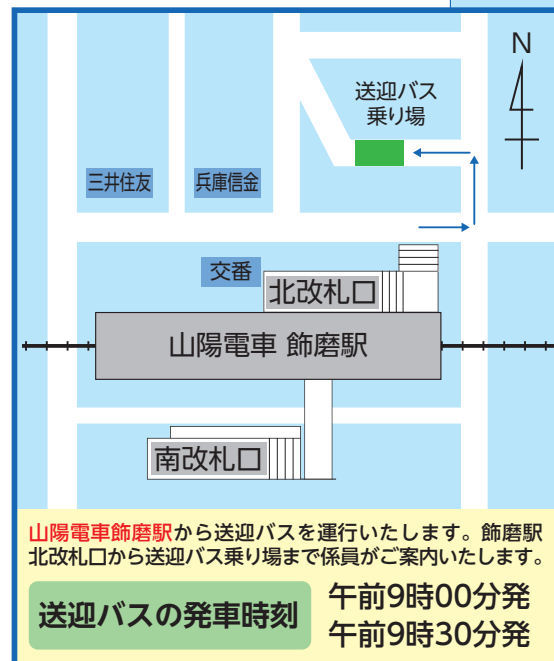 N
送迎バス
乗り場
三井住友
兵庫信金
交番
北改札口
山陽電車 飾磨駅
南改札口
山陽電車飾磨駅から送迎バスを運行いたします。飾磨駅
北改札口から送迎バス乗り場まで係員がご案内いたします。
送迎バスの発車時刻
午前9時00分発
午前9時30分発